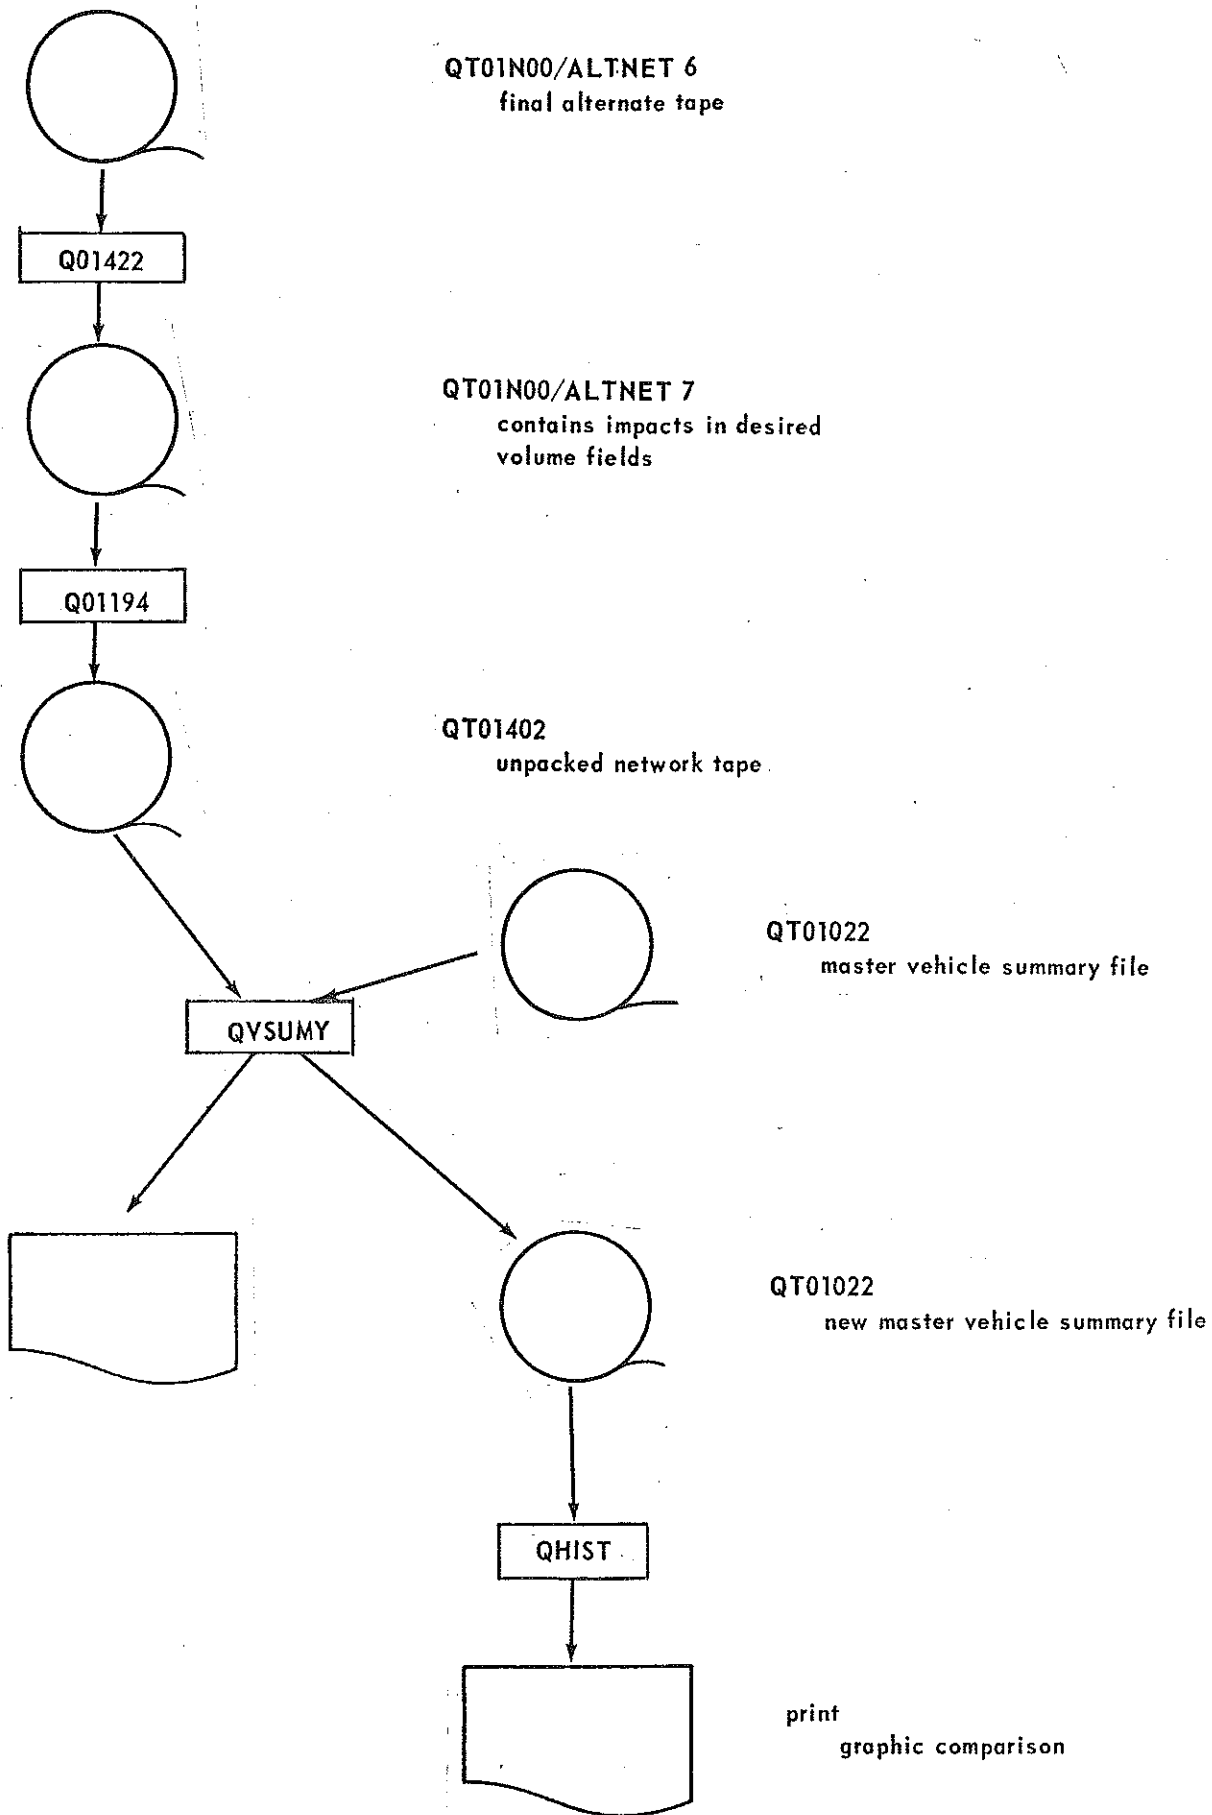 QT01N00/ALTNET 6
final alternate tape
Q01422
QT01N00/ALTNET 7
contains impacts in desired
volume fields
Q01194
QT01402
unpacked network tape
QT01022
master vehicle summary file
QVSUMY
QT01022
new master vehicle summary file
QHIST
print
graphic comparison